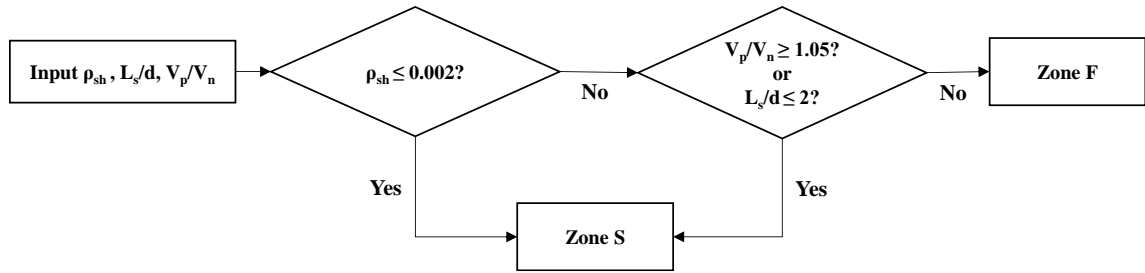 Input ρsh , Ls/d, Vp/Vn
ρsh ≤ 0.002?
No
Vp/Vn ≥ 1.05?
or
Ls/d ≤ 2?
No
Zone F
Yes
Yes
Zone S